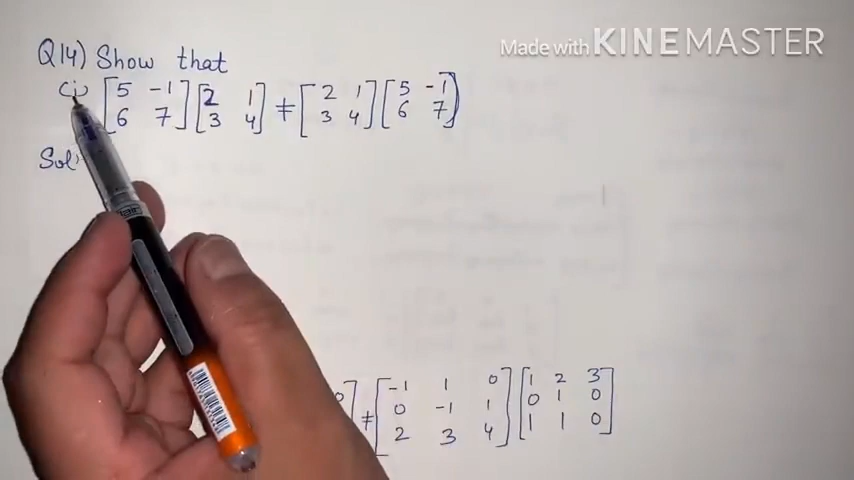 Made with KINEMASTER
Q14) Show that
(i) [5 -1] [2 1] ≠ [2 1] [5 -1]
[6 7] [3 4] [3 4] [6 7]
Sol
0] [-1 1 0] [1 2 3]
≠ [0 -1 1] [0 1 0]
[2 3 4] [1 1 0]